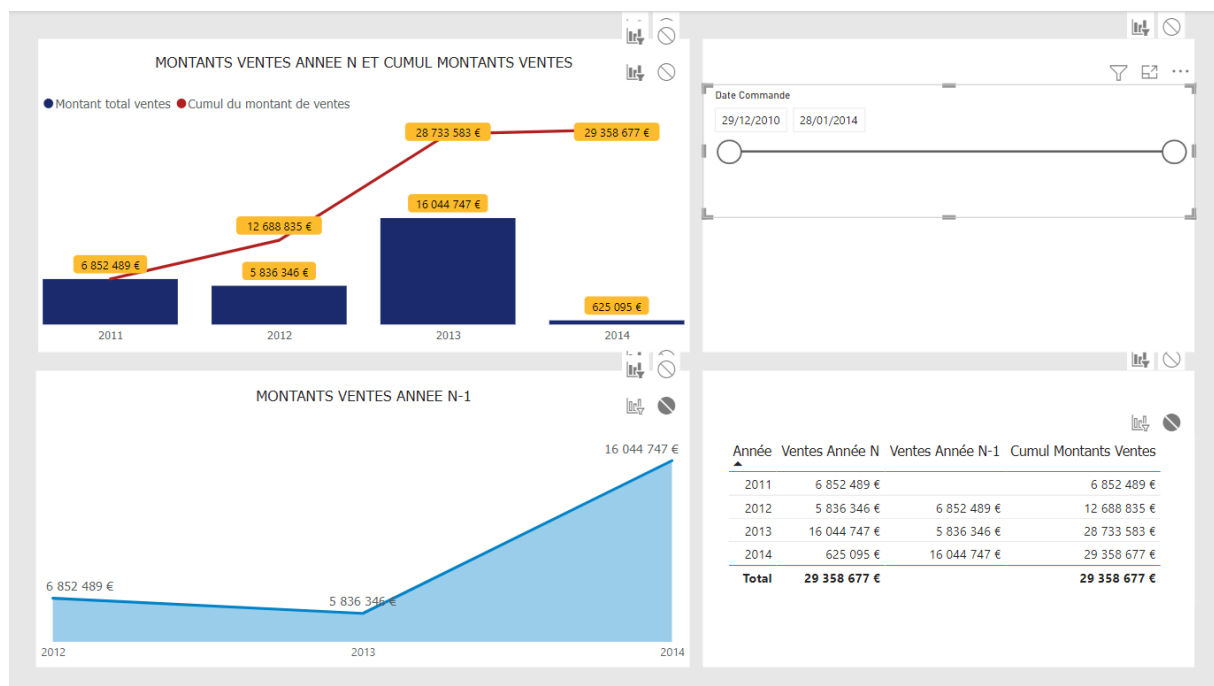 MONTANTS VENTES ANNEE N ET CUMUL MONTANTS VENTES
Montant total ventes Cumul du montant de ventes
28 733 583 €
29 358 677 €
16 044 747 €
12 688 835 €
6 852 489 €
5 836 346 €
625 095 €
2011 2012 2013 2014
Date Commande
29/12/2010 28/01/2014
MONTANTS VENTES ANNEE N-1
16 044 747 €
6 852 489 €
5 836 346 €
2012 2013 2014
Année Ventes Année N Ventes Année N-1 Cumul Montants Ventes
2011 6 852 489 € 6 852 489 €
2012 5 836 346 € 6 852 489 € 12 688 835 €
2013 16 044 747 € 5 836 346 € 28 733 583 €
2014 625 095 € 16 044 747 € 29 358 677 €
Total 29 358 677 € 29 358 677 €